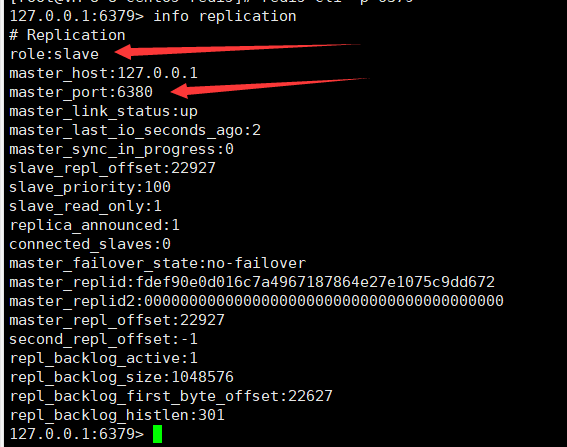 127.0.0.1:6379> info replication
# Replication
role:slave
master_host:127.0.0.1
master_port:6380
master_link_status:up
master_last_io_seconds_ago:2
master_sync_in_progress:0
slave_repl_offset:22927
slave_priority:100
slave_read_only:1
replica_announced:1
connected_slaves:0
master_failover_state:no-failover
master_replid:fdef90e0d016c7a4967187864e27e1075c9dd672
master_replid2:0000000000000000000000000000000000000000
master_repl_offset:22927
second_repl_offset:-1
repl_backlog_active:1
repl_backlog_size:1048576
repl_backlog_first_byte_offset:22627
repl_backlog_histlen:301
127.0.0.1:6379>